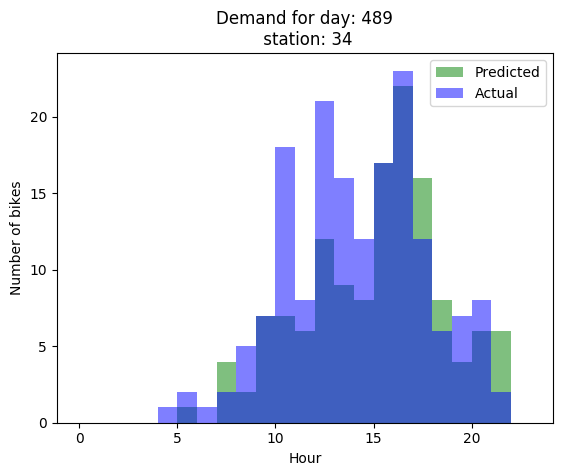 Demand for day: 489
station: 34
Predicted
Actual
Number of bikes
20
15
10
5
0
0
5
10
15
20
Hour